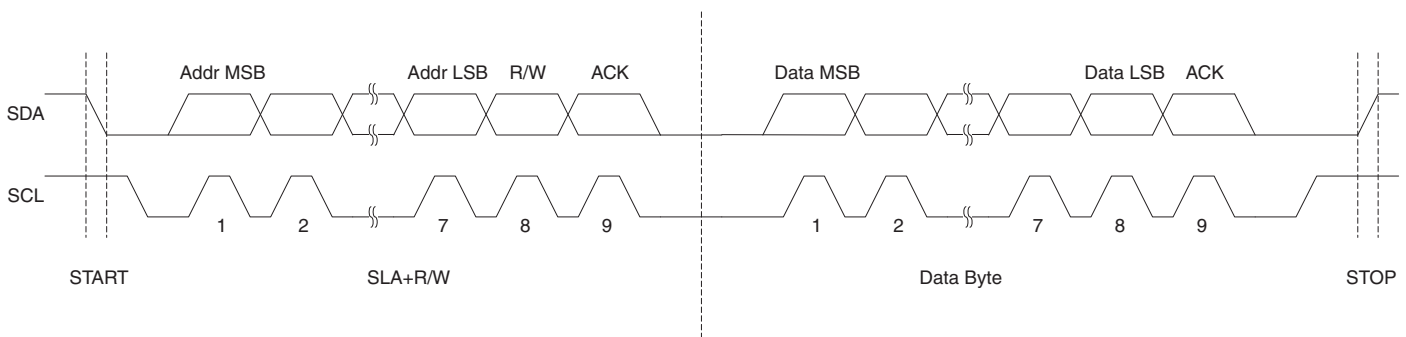 Addr MSB Addr LSB R/W ACK Data MSB Data LSB ACK
SDA
SCL
1 2 7 8 9 1 2 7 8 9
START SLA+R/W Data Byte STOP